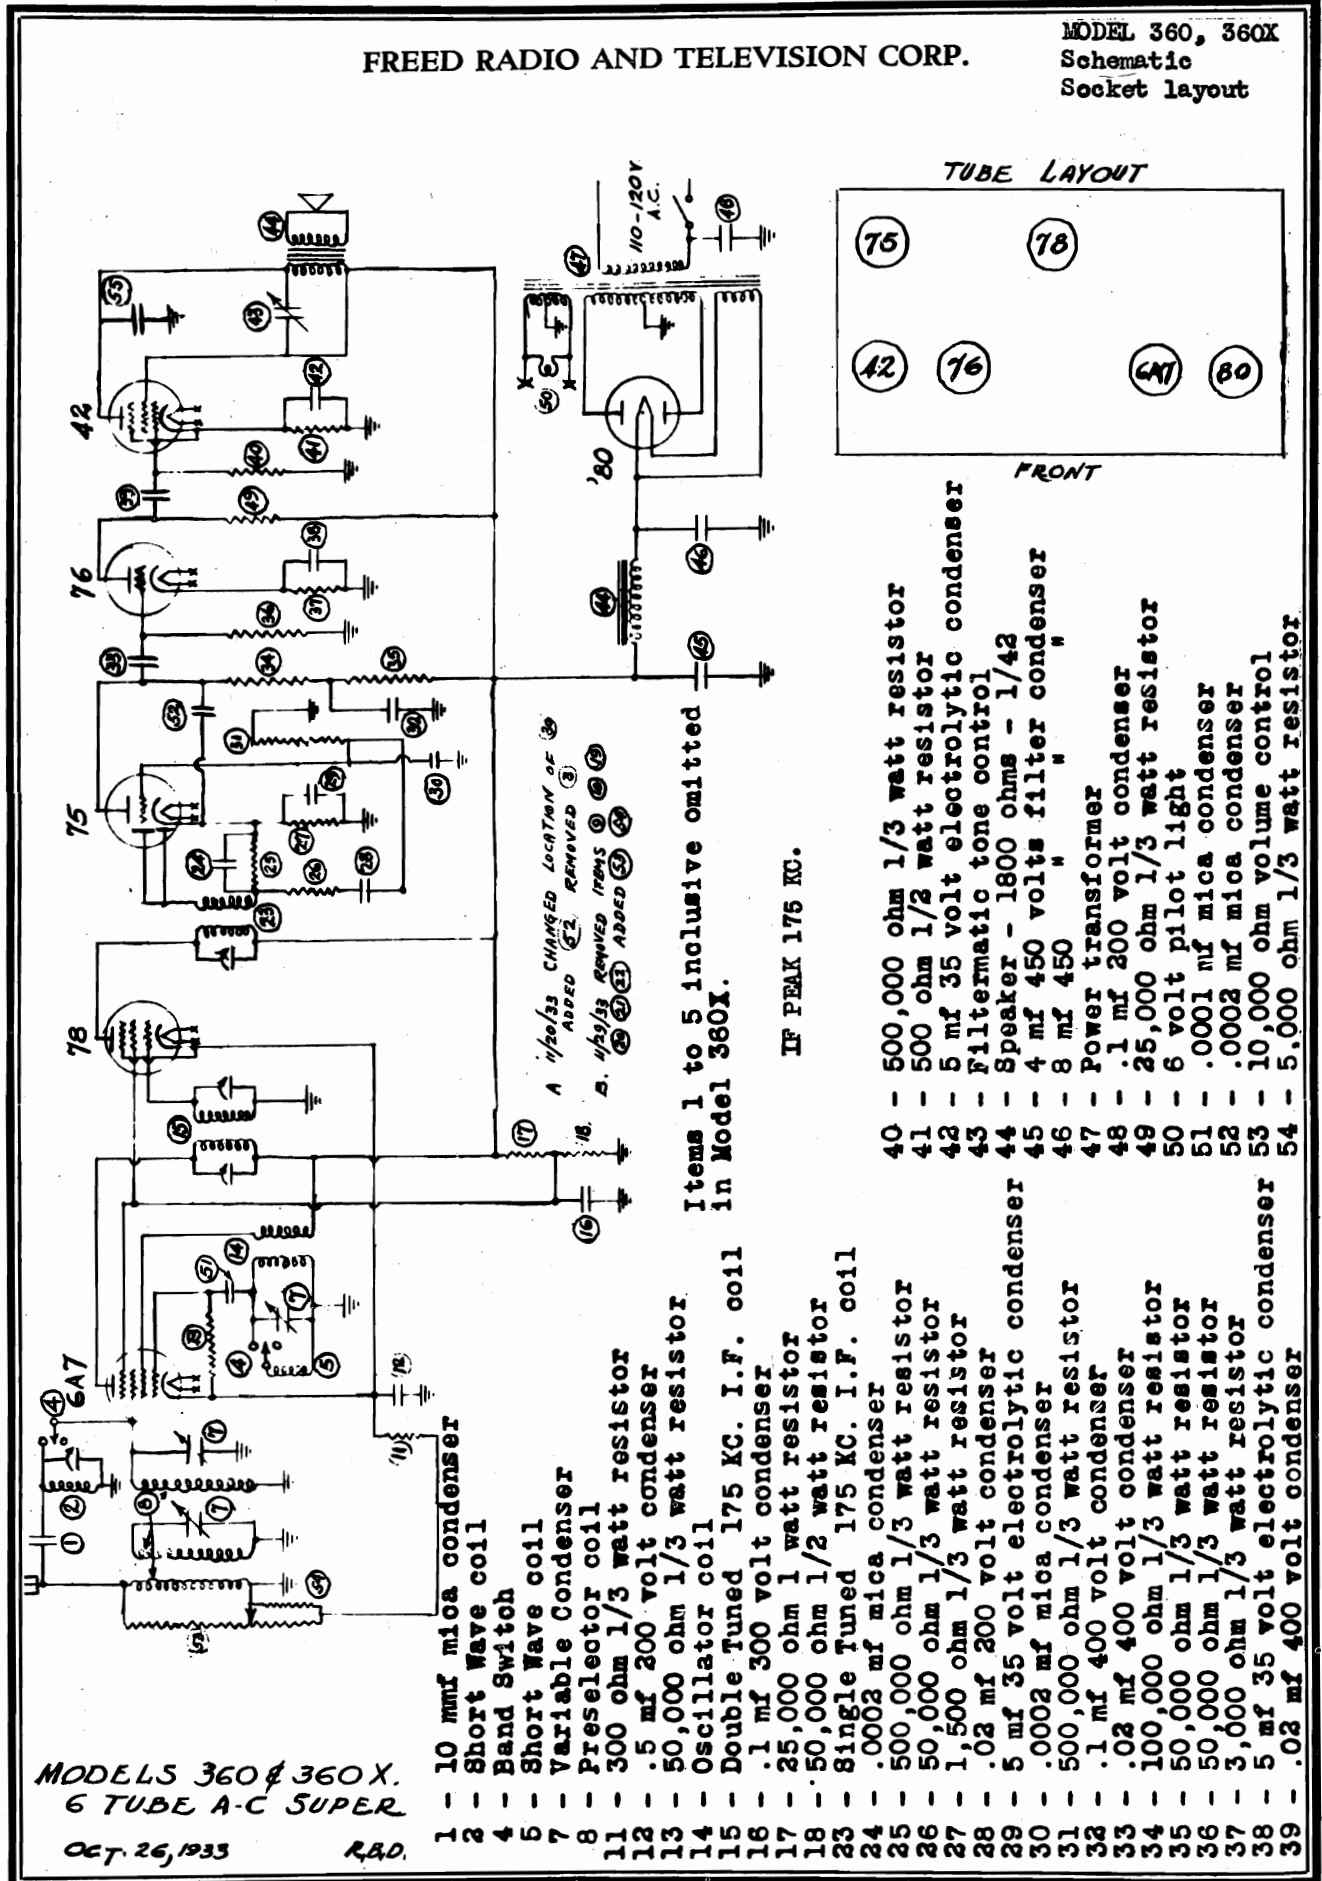 FREED RADIO AND TELEVISION CORP.
MODEL 360, 360X
Schematic
Socket layout
TUBE LAYOUT
75
78
42
76
6A7
80
FRONT
6A7
78
75
76
42
'80
110-120V
A.C.
A 11/20/33 CHANGED LOCATION OF 30
ADDED 52 REMOVED 3
B. 11/29/33 REMOVED ITEMS 9 10 19
20 21 22 ADDED 53 54
Items 1 to 5 inclusive omitted
in Model 360X.
IF PEAK 175 KC.
MODELS 360 & 360X.
6 TUBE A-C SUPER
OCT. 26, 1933 R.B.D.
1 - 10 mmf mica condenser
2 - Short Wave coil
4 - Band Switch
5 - Short Wave coil
7 - Variable Condenser
8 - Preselector coil
11 - 300 ohm 1/3 watt resistor
12 - .5 mf 200 volt condenser
13 - 50,000 ohm 1/3 watt resistor
14 - Oscillator coil
15 - Double Tuned 175 KC. I.F. coil
16 - .1 mf 300 volt condenser
17 - 25,000 ohm 1 watt resistor
18 - 50,000 ohm 1/2 watt resistor
23 - Single Tuned 175 KC. I.F. coil
24 - .0002 mf mica condenser
25 - 500,000 ohm 1/3 watt resistor
26 - 50,000 ohm 1/3 watt resistor
27 - 1,500 ohm 1/3 watt resistor
28 - .02 mf 200 volt condenser
29 - 5 mf 35 volt electrolytic condenser
30 - .0002 mf mica condenser
31 - 500,000 ohm 1/3 watt resistor
32 - .1 mf 400 volt condenser
33 - .02 mf 400 volt condenser
34 - 100,000 ohm 1/3 watt resistor
35 - 50,000 ohm 1/3 watt resistor
36 - 50,000 ohm 1/3 watt resistor
37 - 3,000 ohm 1/3 watt resistor
38 - 5 mf 35 volt electrolytic condenser
39 - .02 mf 400 volt condenser
40 - 500,000 ohm 1/3 watt resistor
41 - 500 ohm 1/2 watt resistor
42 - 5 mf 35 volt electrolytic condenser
43 - Filtermatic tone control
44 - Speaker - 1800 ohms - 1/42
45 - 4 mf 450 volts filter condenser
46 - 8 mf 450 " " "
47 - Power transformer
48 - .1 mf 200 volt condenser
49 - 25,000 ohm 1/3 watt resistor
50 - 6 volt pilot light
51 - .0001 mf mica condenser
52 - .0002 mf mica condenser
53 - 10,000 ohm volume control
54 - 5,000 ohm 1/3 watt resistor